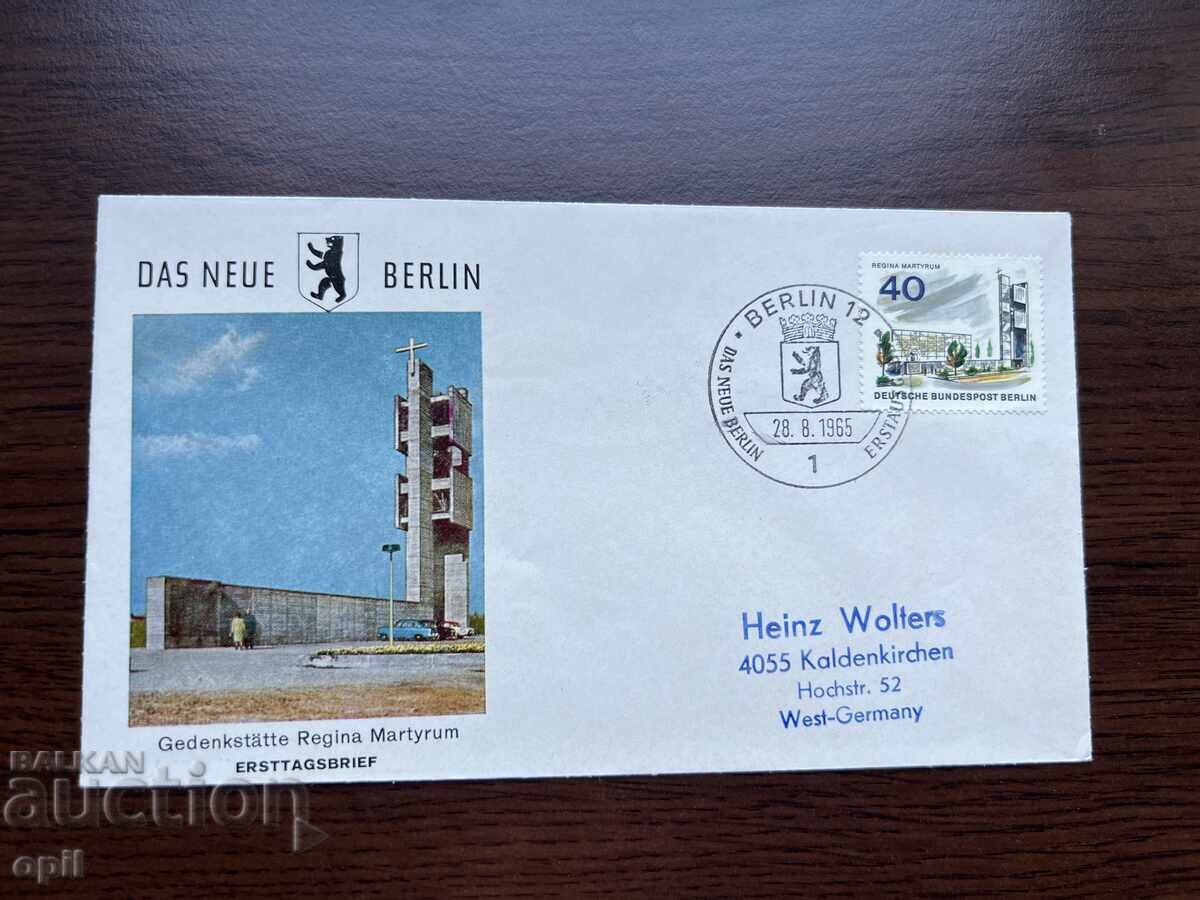 DAS NEUE BERLIN
REGINA MARTYRUM
40
DEUTSCHE BUNDESPOST BERLIN
* BERLIN 12 *
DAS NEUE BERLIN
28. 8. 1965
1
Heinz Wolters
4055 Kaldenkirchen
Hochstr. 52
West-Germany
Gedenkstätte Regina Martyrum
ERSTTAGSBRIEF
BALKAN
auction
opil